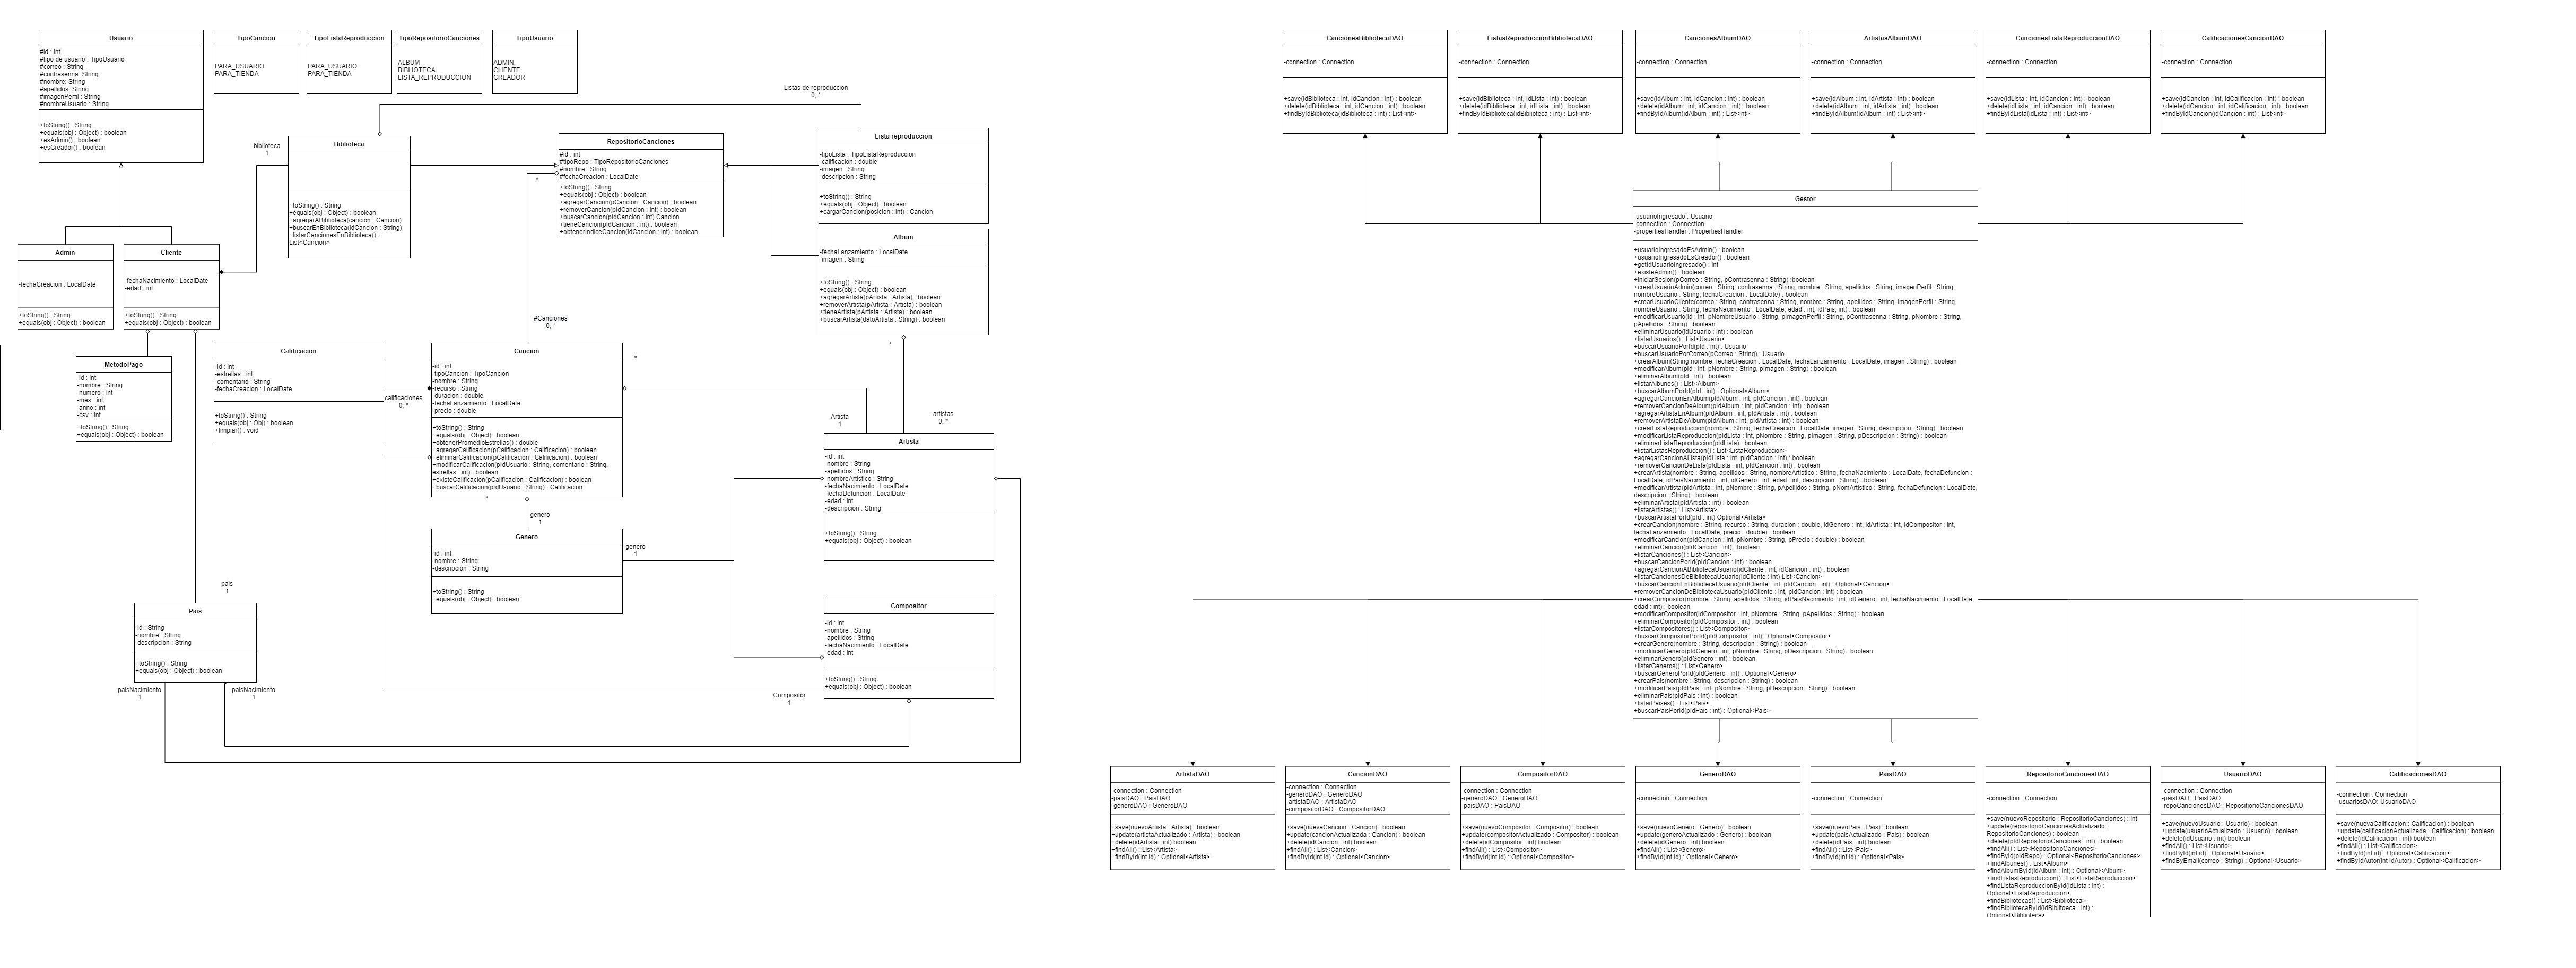 Usuario
#id : int
#tipo de usuario : TipoUsuario
#correo : String
#contrasenna: String
#nombre: String
#apellidos: String
#imagenPerfil : String
#nombreUsuario : String
+toString() : String
+equals(obj : Object) : boolean
+esAdmin() : boolean
+esCreador() : boolean
TipoCancion
PARA_USUARIO
PARA_TIENDA
TipoListaReproduccion
PARA_USUARIO
PARA_TIENDA
TipoRepositorioCanciones
ALBUM
BIBLIOTECA
LISTA_REPRODUCCION
TipoUsuario
ADMIN,
CLIENTE,
CREADOR
Listas de reproduccion
0, *
biblioteca
1
Biblioteca
+toString() : String
+equals(obj : Object) : boolean
+agregarABiblioteca(cancion : Cancion)
+buscarEnBiblioteca(idCancion : String)
+listarCancionesEnBiblioteca() :
List<Cancion>
RepositorioCanciones
#id : int
#tipoRepo : TipoRepositorioCanciones
#nombre : String
#fechaCreacion : LocalDate
+toString() : String
+equals(obj : Object) : boolean
+agregarCancion(pCancion : Cancion) : boolean
+removerCancion(pIdCancion : int) : boolean
+buscarCancion(pIdCancion : int) Cancion
+tieneCancion(pIdCancion : int) : boolean
+obtenerIndiceCancion(idCancion : int) : boolean
*
Lista reproduccion
-tipoLista : TipoListaReproduccion
-calificacion : double
-imagen : String
-descripcion : String
+toString() : String
+equals(obj : Object) : boolean
+cargarCancion(posicion : int) : Cancion
Album
-fechaLanzamiento : LocalDate
-imagen : String
+toString() : String
+equals(obj : Object) : boolean
+agregarArtista(pArtista : Artista) : boolean
+removerArtista(pArtista : Artista) : boolean
+tieneArtista(pArtista : Artista) : boolean
+buscarArtista(datoArtista : String) : boolean
*
Admin
-fechaCreacion : LocalDate
+toString() : String
+equals(obj : Object) : boolean
Cliente
-fechaNacimiento : LocalDate
-edad : int
+toString() : String
+equals(obj : Object) : boolean
MetodoPago
-id : int
-nombre : String
-numero : int
-mes : int
-anno : int
-csv : int
+toString() : String
+equals(obj : Object) : boolean
Calificacion
-id : int
-estrellas : int
-comentario : String
-fechaCreacion : LocalDate
+toString() : String
+equals(obj : Obj) : boolean
+limpiar() : void
calificaciones
0, *
#Canciones
0, *
Cancion
-id : int
-tipoCancion : TipoCancion
-nombre : String
-recurso : String
-duracion : double
-fechaLanzamiento : LocalDate
-precio : double
+toString() : String
+equals(obj : Object) : boolean
+obtenerPromedioEstrellas() : double
+agregarCalificacion(pCalificacion : Calificacion) : boolean
+eliminarCalificacion(pCalificacion : Calificacion) : boolean
+modificarCalificacion(pIdUsuario : String, comentario : String,
estrellas : int) : boolean
+existeCalificacion(pCalificacion : Calificacion) : boolean
+buscarCalificacion(pIdUsuario : String) : Calificacion
*
Artista
1
artistas
0, *
Artista
-id : int
-nombre : String
-apellidos : String
-nombreArtistico : String
-fechaNacimiento : LocalDate
-fechaDefuncion : LocalDate
-edad : int
-descripcion : String
+toString() : String
+equals(obj : Object) : boolean
genero
1
Genero
-id : int
-nombre : String
-descripcion : String
+toString() : String
+equals(obj : Object) : boolean
genero
1
pais
1
Pais
-id : String
-nombre : String
-descripcion : String
+toString() : String
+equals(obj : Object) : boolean
paisNacimiento
1
paisNacimiento
1
Compositor
-id : int
-nombre : String
-apellidos : String
-fechaNacimiento : LocalDate
-edad : int
+toString() : String
+equals(obj : Object) : boolean
Compositor
1
CancionesBibliotecaDAO
-connection : Connection
+save(idBiblioteca : int, idCancion : int) : boolean
+delete(idBiblioteca : int, idCancion : int) : boolean
+findByIdBiblioteca(idBiblioteca : int) : List<int>
ListasReproduccionBibliotecaDAO
-connection : Connection
+save(idBiblioteca : int, idLista : int) : boolean
+delete(idBiblioteca : int, idLista : int) : boolean
+findByIdBiblioteca(idBiblioteca : int) : List<int>
CancionesAlbumDAO
-connection : Connection
+save(idAlbum : int, idCancion : int) : boolean
+delete(idAlbum : int, idCancion : int) : boolean
+findByIdAlbum(idAlbum : int) : List<int>
ArtistasAlbumDAO
-connection : Connection
+save(idAlbum : int, idArtista : int) : boolean
+delete(idAlbum : int, idArtista : int) : boolean
+findByIdAlbum(idAlbum : int) : List<int>
CancionesListaReproduccionDAO
-connection : Connection
+save(idLista : int, idCancion : int) : boolean
+delete(idLista : int, idCancion : int) : boolean
+findByIdLista(idLista : int) : List<int>
CalificacionesCancionDAO
-connection : Connection
+save(idCancion : int, idCalificacion : int) : boolean
+delete(idCancion : int, idCalificacion : int) : boolean
+findByIdCancion(idCancion : int) : List<int>
Gestor
-usuarioIngresado : Usuario
-connection : Connection
-propertiesHandler : PropertiesHandler
+usuarioIngresadoEsAdmin() : boolean
+usuarioIngresadoEsCreador() : boolean
+getIdUsuarioIngresado() : int
+existeAdmin() : boolean
+iniciarSesion(pCorreo : String, pContrasenna : String) :boolean
+crearUsuarioAdmin(correo : String, contrasenna : String, nombre : String, apellidos : String, imagenPerfil : String,
nombreUsuario : String, fechaCreacion : LocalDate) : boolean
+crearUsuarioCliente(correo : String, contrasenna : String, nombre : String, apellidos : String, imagenPerfil : String,
nombreUsuario : String, fechaNacimiento : LocalDate, edad : int, idPais, int) : boolean
+modificarUsuario(id : int, pNombreUsuario : String, pImagenPerfil : String, pContrasenna : String, pNombre : String,
pApellidos : String) : boolean
+eliminarUsuario(idUsuario : int) : boolean
+listarUsuarios() : List<Usuario>
+buscarUsuarioPorId(pId : int) : Usuario
+buscarUsuarioPorCorreo(pCorreo : String) : Usuario
+crearAlbum(String nombre, fechaCreacion : LocalDate, fechaLanzamiento : LocalDate, imagen : String) : boolean
+modificarAlbum(pId : int, pNombre : String, pImagen : String) : boolean
+eliminarAlbum(pId : int) : boolean
+listarAlbunes() : List<Album>
+buscarAlbumPorId(pId : int) : Optional<Album>
+agregarCancionEnAlbum(pIdAlbum : int, pIdCancion : int) : boolean
+removerCancionDeAlbum(pIdAlbum : int, pIdCancion : int) : boolean
+agregarArtistaEnAlbum(pIdAlbum : int, pIdArtista : int) : boolean
+removerArtistaDeAlbum(pIdAlbum : int, pIdArtista : int) : boolean
+crearListaReproduccion(nombre : String, fechaCreacion : LocalDate, imagen : String, descripcion : String) : boolean
+modificarListaReproduccion(pIdLista : int, pNombre : String, pImagen : String, pDescripcion : String) : boolean
+eliminarListaReproduccion(pIdLista) : boolean
+listarListasReproduccion() : List<ListaReproduccion>
+agregarCancionALista(pIdLista : int, pIdCancion : int) : boolean
+removerCancionDeLista(pIdLista : int, pIdCancion : int) : boolean
+crearArtista(nombre : String, apellidos : String, nombreArtistico : String, fechaNacimiento : LocalDate, fechaDefuncion :
LocalDate, idPaisNacimiento : int, idGenero : int, edad : int, descripcion : String) : boolean
+modificarArtista(pIdArtista : int, pNombre : String, pApellidos : String, pNomArtistico : String, fechaDefuncion : LocalDate,
descripcion : String) : boolean
+eliminarArtista(pIdArtista : int) : boolean
+listarArtistas() : List<Artista>
+buscarArtistaPorId(pId : int) Optional<Artista>
+crearCancion(nombre : String, recurso : String, duracion : double, idGenero : int, idArtista : int, idCompositor : int,
fechaLanzamiento : LocalDate, precio : double) : boolean
+modificarCancion(pIdCancion : int, pNombre : String, pPrecio : double) : boolean
+eliminarCancion(pIdCancion : int) : boolean
+listarCanciones() : List<Cancion>
+buscarCancionPorId(pIdCancion : int) : boolean
+agregarCancionABibliotecaUsuario(idCliente : int, idCancion : int) : boolean
+listarCancionesDeBibliotecaUsuario(idCliente : int) List<Cancion>
+buscarCancionEnBibliotecaUsuario(pIdCliente : int, pIdCancion : int) : Optional<Cancion>
+removerCancionDeBibliotecaUsuario(pIdCliente : int, pIdCancion : int) : boolean
+crearCompositor(nombre : String, apellidos : String, idPaisNacimiento : int, idGenero : int, fechaNacimiento : LocalDate,
edad : int) : boolean
+modificarCompositor(idCompositor : int, pNombre : String, pApellidos : String) : boolean
+eliminarCompositor(pIdCompositor : int) : boolean
+listarCompositores() : List<Compositor>
+buscarCompositorPorId(pIdCompositor : int) : Optional<Compositor>
+crearGenero(nombre : String, descripcion : String) : boolean
+modificarGenero(pIdGenero : int, pNombre : String, pDescripcion : String) : boolean
+eliminarGenero(pIdGenero : int) : boolean
+listarGeneros() : List<Genero>
+buscarGeneroPorId(pIdGenero : int) : Optional<Genero>
+crearPais(nombre : String, descripcion : String) : boolean
+modificarPais(pIdPais : int, pNombre : String, pDescripcion : String) : boolean
+eliminarPais(pIdPais : int) : boolean
+listarPaises() : List<Pais>
+buscarPaisPorId(pIdPais : int) : Optional<Pais>
ArtistaDAO
-connection : Connection
-paisDAO : PaisDAO
-generoDAO : GeneroDAO
+save(nuevoArtista : Artista) : boolean
+update(artistaActualizado : Artista) : boolean
+delete(idArtista : int) boolean
+findAll() : List<Artista>
+findById(int id) : Optional<Artista>
CancionDAO
-connection : Connection
-generoDAO : GeneroDAO
-artistaDAO : ArtistaDAO
-compositorDAO : CompositorDAO
+save(nuevaCancion : Cancion) : boolean
+update(cancionActualizada : Cancion) : boolean
+delete(idCancion : int) boolean
+findAll() : List<Cancion>
+findById(int id) : Optional<Cancion>
CompositorDAO
-connection : Connection
-generoDAO : GeneroDAO
-paisDAO : PaisDAO
+save(nuevoCompositor : Compositor) : boolean
+update(compositorActualizado : Compositor) : boolean
+delete(idCompositor : int) boolean
+findAll() : List<Compositor>
+findById(int id) : Optional<Compositor>
GeneroDAO
-connection : Connection
+save(nuevoGenero : Genero) : boolean
+update(generoActualizado : Genero) : boolean
+delete(idGenero : int) boolean
+findAll() : List<Genero>
+findById(int id) : Optional<Genero>
PaisDAO
-connection : Connection
+save(nuevoPais : Pais) : boolean
+update(paisActualizado : Pais) : boolean
+delete(idPais : int) boolean
+findAll() : List<Pais>
+findById(int id) : Optional<Pais>
RepositorioCancionesDAO
-connection : Connection
+save(nuevoRepositorio : RepositorioCanciones) : int
+update(repositorioCancionesActualizado :
RepositorioCanciones) : boolean
+delete(pIdRepositorioCanciones : int) : boolean
+findAll() : List<RepositorioCanciones>
+findById(pIdRepo) : Optional<RepositorioCanciones>
+findAlbunes() : List<Album>
+findAlbumById(idAlbum : int) : Optional<Album>
+findListasReproduccion() : List<ListaReproduccion>
+findListaReproduccionById(idLista : int) :
Optional<ListaReproduccion>
+findBibliotecas() : List<Biblioteca>
+findBibliotecaById(idBiblitoeca : int) :
Optional<Biblioteca>
UsuarioDAO
-connection : Connection
-paisDAO : PaisDAO
-repoCancionesDAO : RepositiorioCancionesDAO
+save(nuevoUsuario : Usuario) : boolean
+update(usuarioActualizado : Usuario) : boolean
+delete(idUsuario : int) boolean
+findAll() : List<Usuario>
+findById(int id) : Optional<Usuario>
+findByEmail(correo : String) : Optional<Usuario>
CalificacionesDAO
-connection : Connection
-usuariosDAO: UsuarioDAO
+save(nuevaCalificacion : Calificacion) : boolean
+update(calificacionActualizada : Calificacion) : boolean
+delete(idCalificacion : int) boolean
+findAll() : List<Calificacion>
+findById(int id) : Optional<Calificacion>
+findByIdAutor(int idAutor) : Optional<Calificacion>